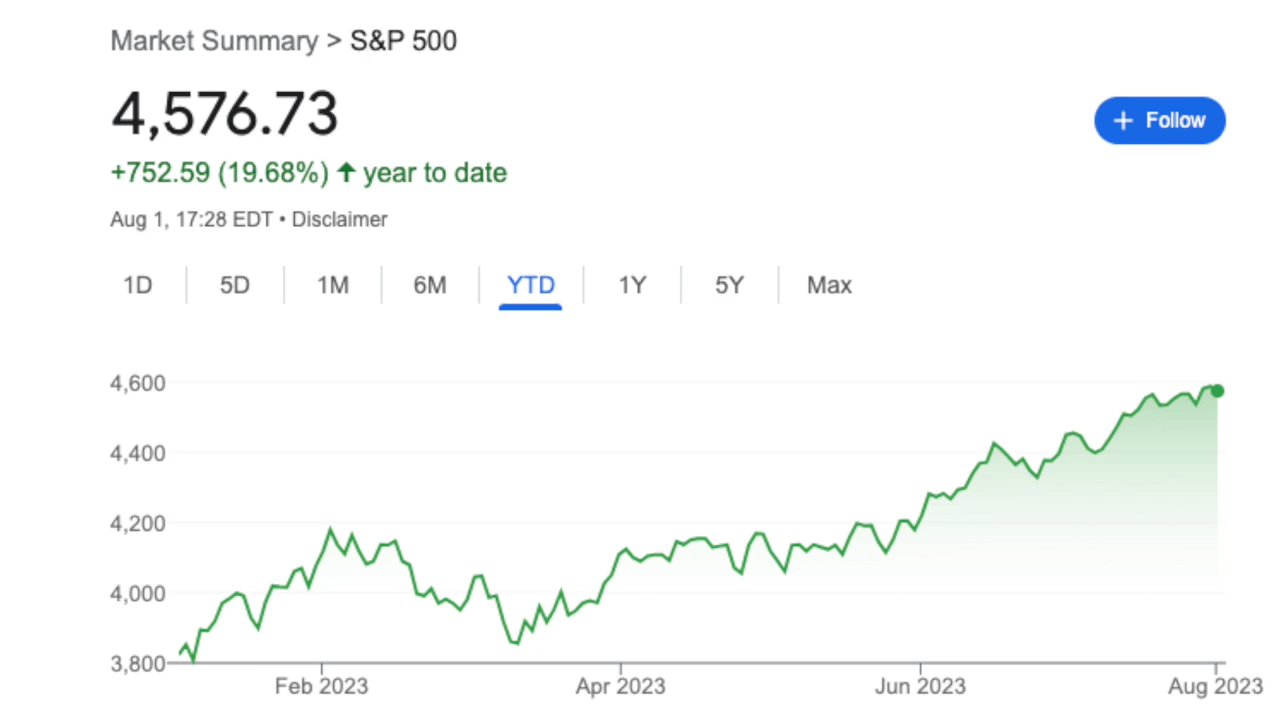 Market Summary > S&P 500
4,576.73
+ Follow
+752.59 (19.68%) ↑ year to date
Aug 1, 17:28 EDT • Disclaimer
1D 5D 1M 6M YTD 1Y 5Y Max
4,600
4,400
4,200
4,000
3,800
Feb 2023 Apr 2023 Jun 2023 Aug 2023